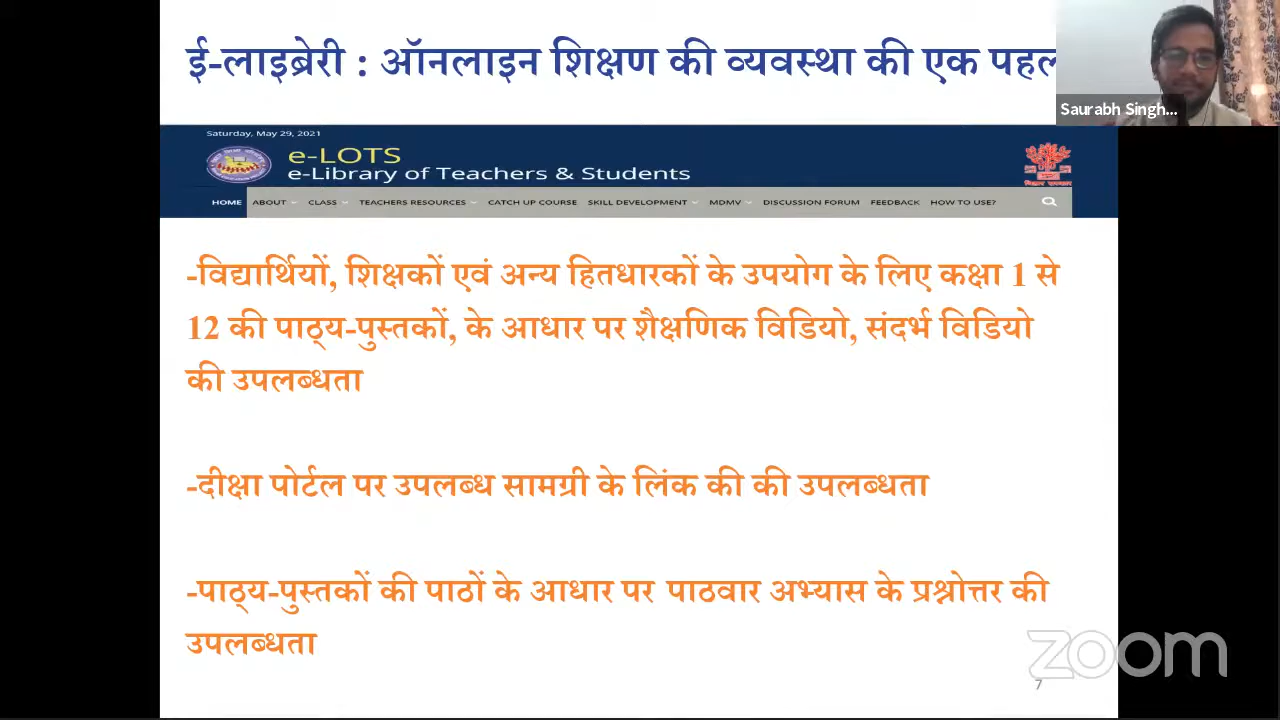 ई-लाइब्रेरी : ऑनलाइन शिक्षण की व्यवस्था की एक पहल
Saurabh Singh...
Saturday, May 29, 2021
e-LOTS
e-Library of Teachers & Students
बिहार सरकार
HOME ABOUT CLASS TEACHERS RESOURCES CATCH UP COURSE SKILL DEVELOPMENT MDMV DISCUSSION FORUM FEEDBACK HOW TO USE?
-विद्यार्थियों, शिक्षकों एवं अन्य हितधारकों के उपयोग के लिए कक्षा 1 से
12 की पाठ्य-पुस्तकों, के आधार पर शैक्षणिक विडियो, संदर्भ विडियो
की उपलब्धता
-दीक्षा पोर्टल पर उपलब्ध सामग्री के लिंक की की उपलब्धता
-पाठ्य-पुस्तकों की पाठों के आधार पर पाठवार अभ्यास के प्रश्नोत्तर की
उपलब्धता
zoom
7